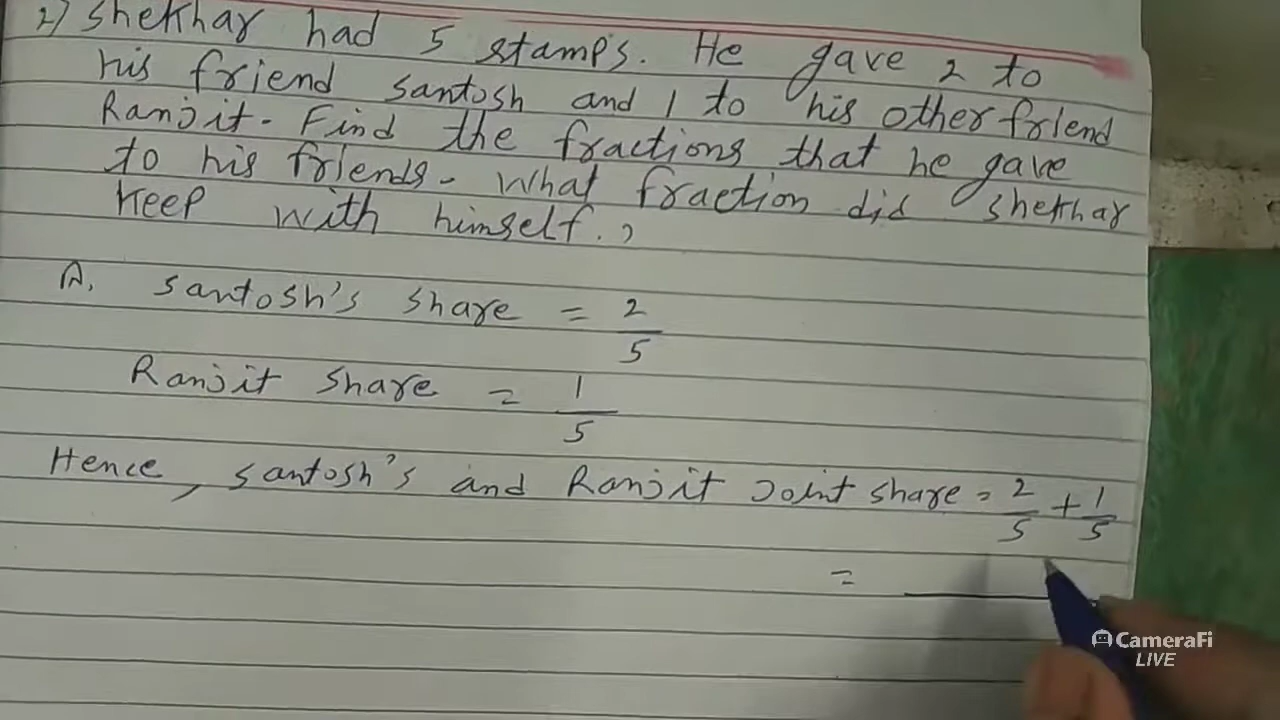 2) Shekhar had 5 stamps. He gave 2 to
his friend santosh and 1 to his other friend
Ranjit. Find the fractions that he gave
to his friends. What fraction did shekhar
keep with himself.?
A. santosh's share = 2/5
Ranjit share = 1/5
Hence, santosh's and Ranjit Joint share = 2/5 + 1/5
=
CameraFi
LIVE